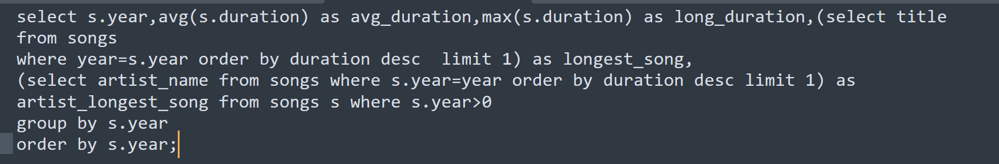 select s.year,avg(s.duration) as avg_duration,max(s.duration) as long_duration,(select title
from songs
where year=s.year order by duration desc  limit 1) as longest_song,
(select artist_name from songs where s.year=year order by duration desc limit 1) as
artist_longest_song from songs s where s.year>0
group by s.year
order by s.year;